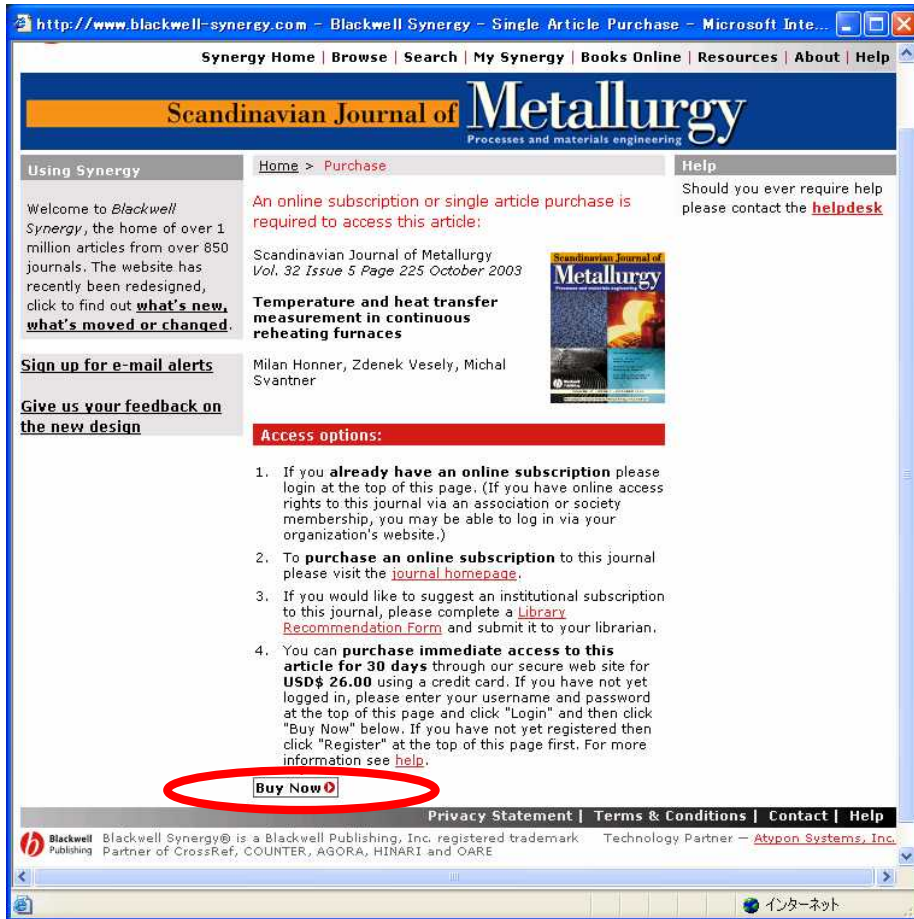 http://www.blackwell-synergy.com - Blackwell Synergy - Single Article Purchase - Microsoft Inte...
Synergy Home | Browse | Search | My Synergy | Books Online | Resources | About | Help
Scandinavian Journal of Metallurgy
Processes and materials engineering
Using Synergy
Welcome to Blackwell
Synergy, the home of over 1
million articles from over 850
journals. The website has
recently been redesigned,
click to find out what's new,
what's moved or changed.
Sign up for e-mail alerts
Give us your feedback on
the new design
Home > Purchase
An online subscription or single article purchase is
required to access this article:
Scandinavian Journal of Metallurgy
Vol. 32 Issue 5 Page 225 October 2003
Temperature and heat transfer
measurement in continuous
reheating furnaces
Milan Honner, Zdenek Vesely, Michal
Svantner
Scandinavian Journal of
Metallurgy
Access options:
1. If you already have an online subscription please
login at the top of this page. (If you have online access
rights to this journal via an association or society
membership, you may be able to log in via your
organization's website.)
2. To purchase an online subscription to this journal
please visit the journal homepage.
3. If you would like to suggest an institutional subscription
to this journal, please complete a Library
Recommendation Form and submit it to your librarian.
4. You can purchase immediate access to this
article for 30 days through our secure web site for
USD$ 26.00 using a credit card. If you have not yet
logged in, please enter your username and password
at the top of this page and click "Login" and then click
"Buy Now" below. If you have not yet registered then
click "Register" at the top of this page first. For more
information see help.
Buy Now
Help
Should you ever require help
please contact the helpdesk
Privacy Statement | Terms & Conditions | Contact | Help
Blackwell
Publishing
Blackwell Synergy® is a Blackwell Publishing, Inc. registered trademark
Partner of CrossRef, COUNTER, AGORA, HINARI and OARE
Technology Partner — Atypon Systems, Inc.
インターネット